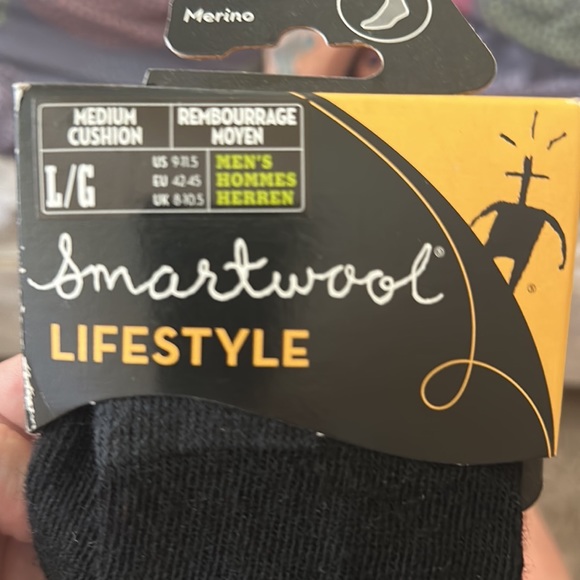 Merino
MEDIUM CUSHION
REMBOURRAGE MOYEN
L/G
US 9-11.5
EU 42-45
UK 8-10.5
MEN'S
HOMMES
HERREN
smartwool®
LIFESTYLE
®